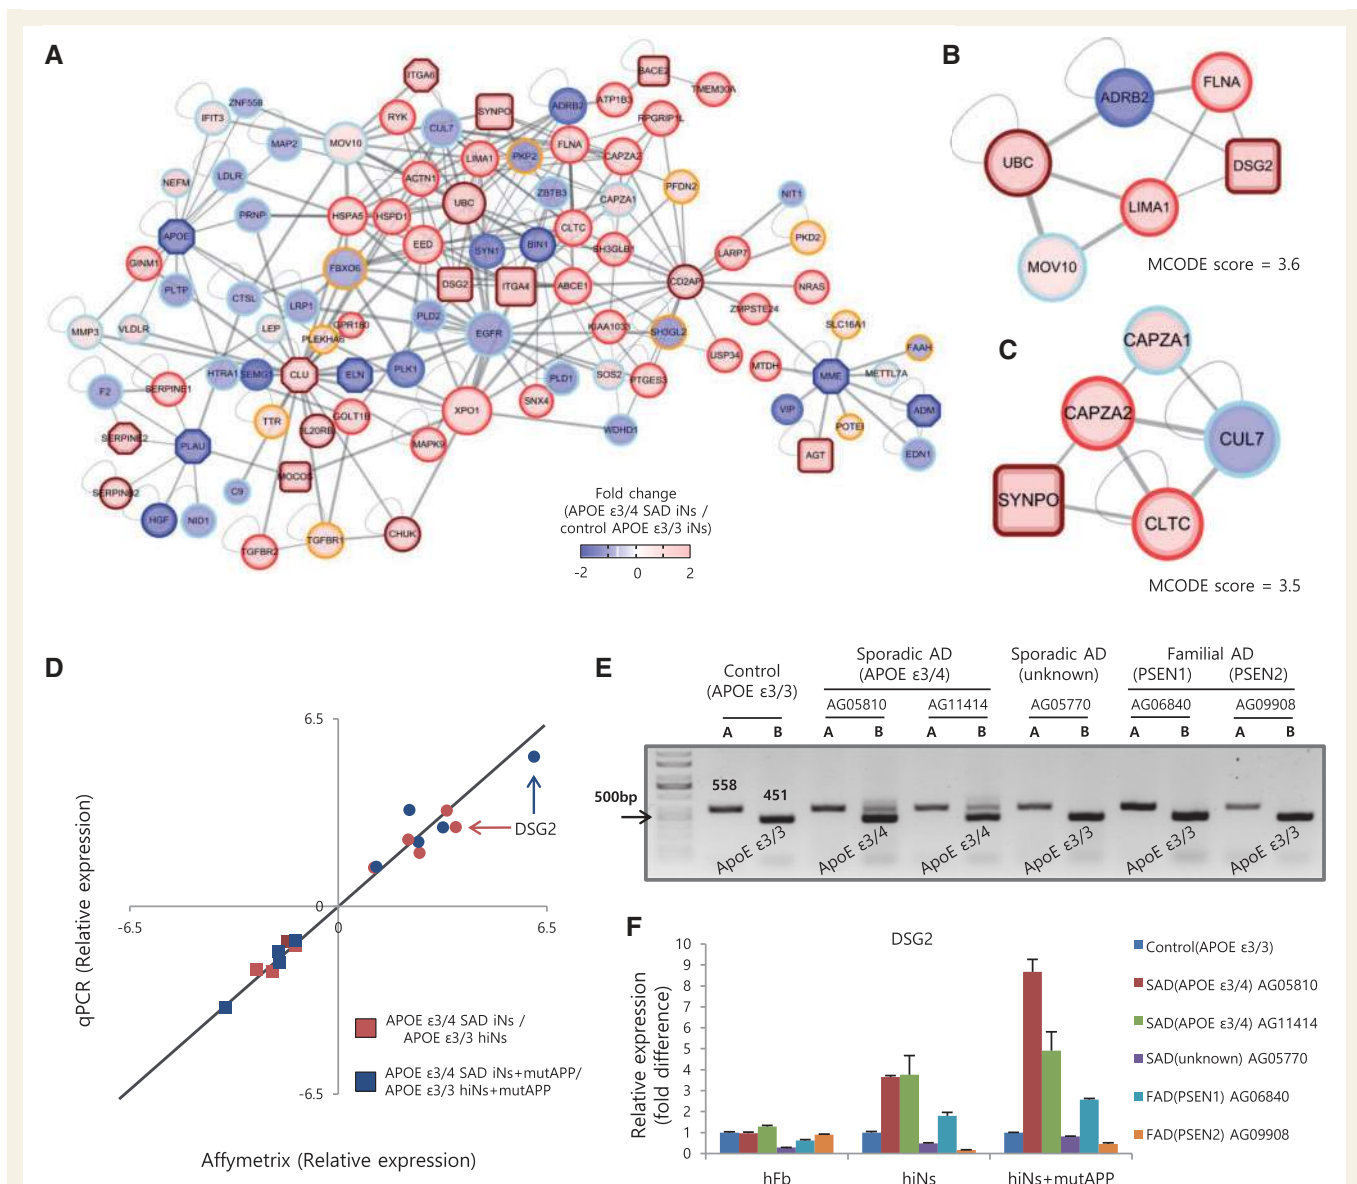 A
ITGA6
BACE2
TMEM30A
ZNF558
IFIT3
RYK
SYNPO
ADRB2
ATP1B3
RPGRIP1L
CUL7
MAP2
MOV10
LIMA1
PKP2
FLNA
CAPZA2
NEFM
LDLR
ACTN1
ZBTB3
CAPZA1
PFDN2
NIT1
PRNP
HSPA5
HSPD1
UBC
CLTC
PKD2
APOE
EED
SYN1
BIN1
SH3GLB1
LARP7
GINM1
FBXO6
DSG2
ITGA4
ABCE1
CD2AP
NRAS
PLTP
CTSL
LRP1
PLD2
ZMPSTE24
MMP3
VLDLR
LEP
GPR180
PLEKHA6
EGFR
KIAA1033
SH3GL2
SLC16A1
USP34
FAAH
HTRA1
SEMG1
CLU
ELN
PLK1
PLD1
SOS2
PTGES3
MTDH
MME
METTL7A
F2
SERPINE1
SNX4
TTR
IL20RB
GOLT1B
XPO1
VIP
ADM
SERPINE2
PLAU
MAPK9
WDHD1
POTEI
AGT
EDN1
MOCOS
SERPINB2
C9
HGF
NID1
TGFBR2
TGFBR1
CHUK
Fold change
(APOE ε3/4 SAD iNs /
control APOE ε3/3 iNs)
-2 0 2
B
ADRB2
FLNA
UBC
DSG2
LIMA1
MOV10
MCODE score = 3.6
C
CAPZA1
CAPZA2
CUL7
SYNPO
CLTC
MCODE score = 3.5
D
6.5
0
-6.5
-6.5 0 6.5
DSG2
qPCR (Relative expression)
APOE ε3/4 SAD iNs /
APOE ε3/3 hiNs
APOE ε3/4 SAD iNs+mutAPP/
APOE ε3/3 hiNs+mutAPP
Affymetrix (Relative expression)
E
Control
(APOE ε3/3)
Sporadic AD
(APOE ε3/4)
Sporadic AD
(unknown)
Familial AD
(PSEN1) (PSEN2)
AG05810 AG11414 AG05770 AG06840 AG09908
A B A B A B A B A B A B
500bp
558
451
ApoE ε3/3 ApoE ε3/4 ApoE ε3/4 ApoE ε3/3 ApoE ε3/3 ApoE ε3/3
F
DSG2
Relative expression
(fold difference)
10
9
8
7
6
5
4
3
2
1
0
hFb hiNs hiNs+mutAPP
Control(APOE ε3/3)
SAD(APOE ε3/4) AG05810
SAD(APOE ε3/4) AG11414
SAD(unknown) AG05770
FAD(PSEN1) AG06840
FAD(PSEN2) AG09908